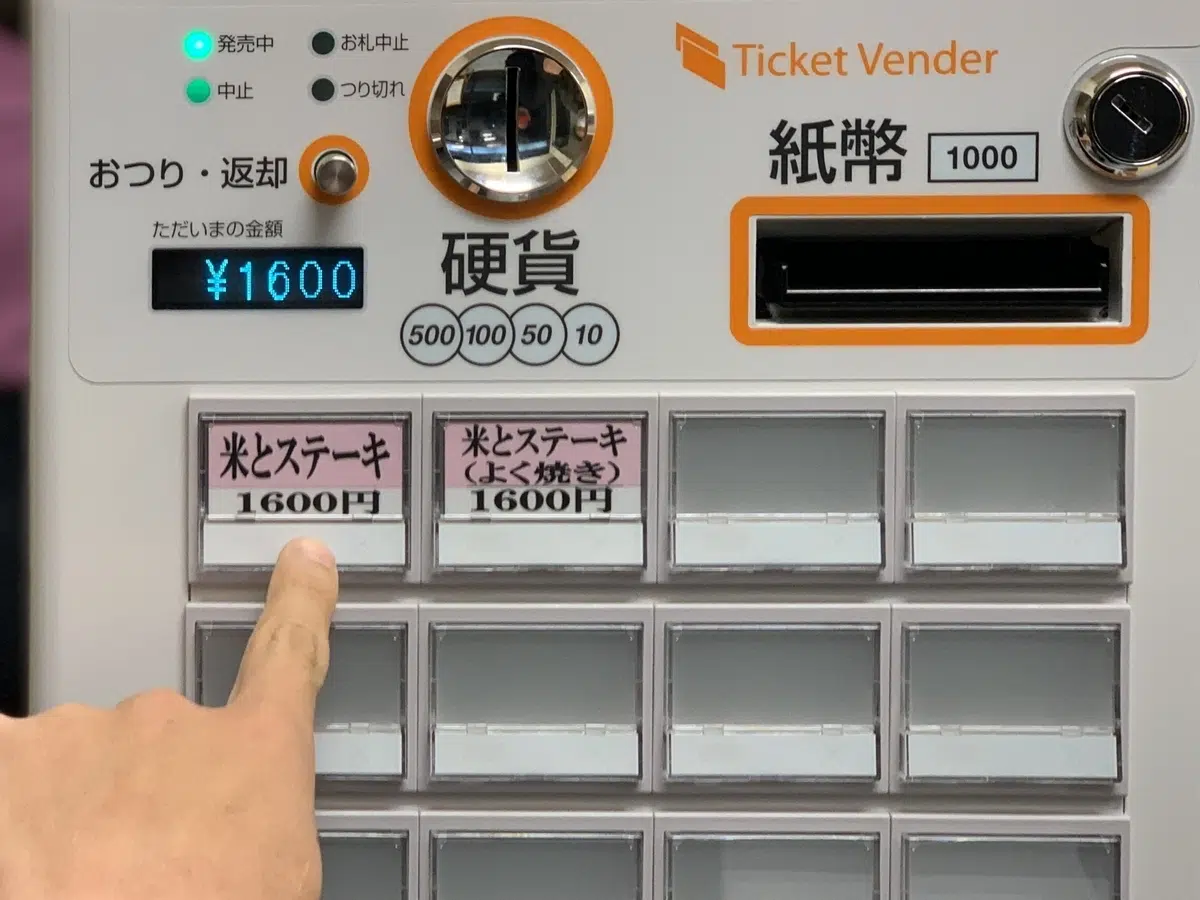 発売中
お札中止
中止
つり切れ
Ticket Vender
おつり・返却
紙幣
1000
ただいまの金額
¥1600
硬貨
500 100 50 10
米とステーキ
1600円
米とステーキ
(よく焼き)
1600円